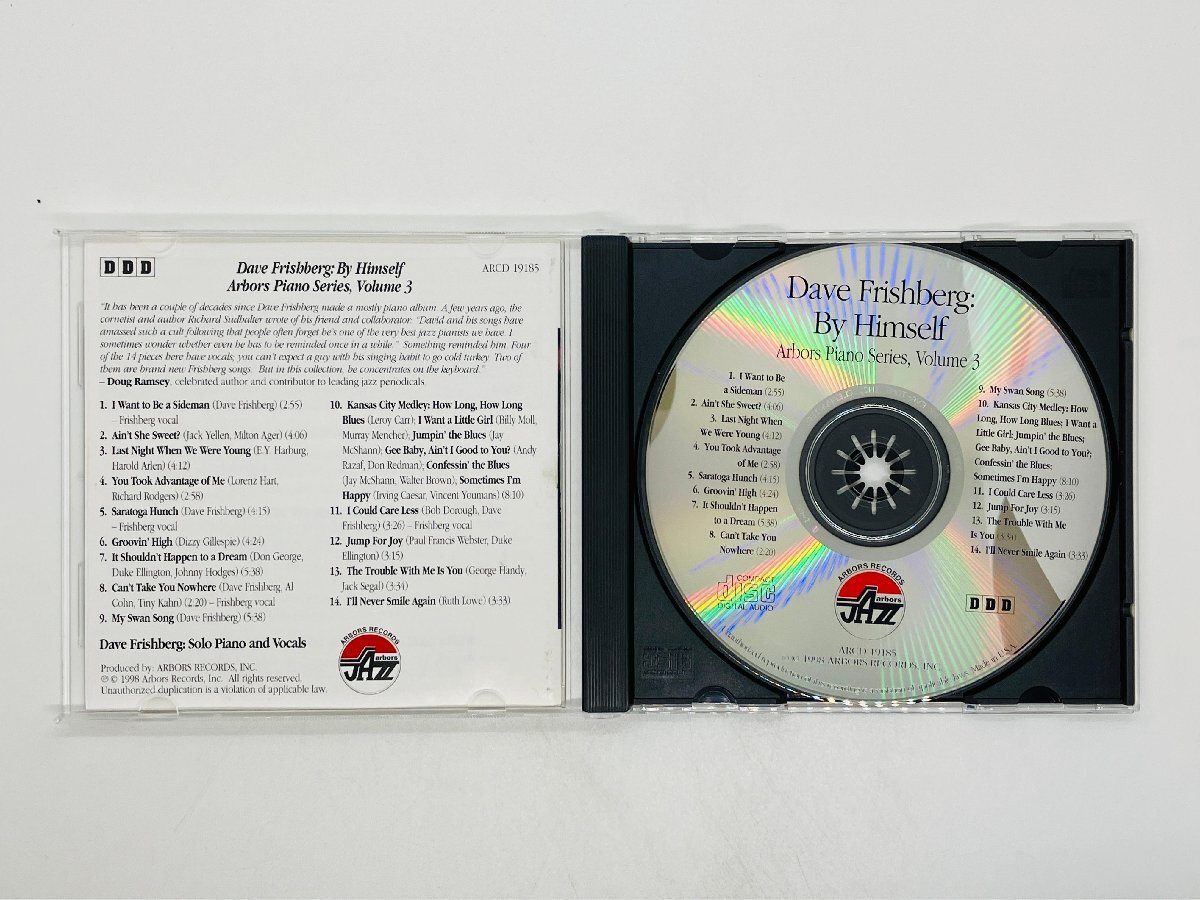 DDD
Dave Frishberg: By Himself
Arbors Piano Series, Volume 3
ARCD 19185
"It has been a couple of decades since Dave Frishberg made a mostly piano album. A few years ago, the
cornetist and author Richard Sudhalter wrote of his friend and collaborator: "David and his songs have
amassed such a cult following that people often forget he's one of the very best jazz pianists we have. I
sometimes wonder whether even he has to be reminded once in a while." Something reminded him. Four
of the 14 pieces here have vocals; you can't expect a guy with his singing habit to go cold turkey. Two of
them are brand new Frishberg songs. But in this collection, he concentrates on the keyboard."
– Doug Ramsey, celebrated author and contributor to leading jazz periodicals
1. I Want to Be a Sideman (Dave Frishberg) (2:55)
– Frishberg vocal
2. Ain't She Sweet? (Jack Yellen, Milton Ager) (4:06)
3. Last Night When We Were Young (E.Y. Harburg,
Harold Arlen) (4:12)
4. You Took Advantage of Me (Lorenz Hart,
Richard Rodgers) (2:58)
5. Saratoga Hunch (Dave Frishberg) (4:15)
– Frishberg vocal
6. Groovin' High (Dizzy Gillespie) (4:24)
7. It Shouldn't Happen to a Dream (Don George,
Duke Ellington, Johnny Hodges) (5:38)
8. Can't Take You Nowhere (Dave Frishberg, Al
Cohn, Tiny Kahn) (2:20) – Frishberg vocal
9. My Swan Song (Dave Frishberg) (5:38)
10. Kansas City Medley: How Long, How Long
Blues (Leroy Carr); I Want a Little Girl (Billy Moll,
Murray Mencher); Jumpin' the Blues (Jay
McShann); Gee Baby, Ain't I Good to You? (Andy
Razaf, Don Redman); Confessin' the Blues
(Jay McShann, Walter Brown), Sometimes I'm
Happy (Irving Caesar, Vincent Youmans) (8:10)
11. I Could Care Less (Bob Dorough, Dave
Frishberg) (3:26) – Frishberg vocal
12. Jump For Joy (Paul Francis Webster, Duke
Ellington) (3:15)
13. The Trouble With Me Is You (George Handy,
Jack Segal) (3:34)
14. I'll Never Smile Again (Ruth Lowe) (3:33)
Dave Frishberg: Solo Piano and Vocals
Produced by: ARBORS RECORDS, INC.
℗ © 1998 Arbors Records, Inc. All rights reserved.
Unauthorized duplication is a violation of applicable law.
ARBORS RECORDS
arbors
JAZZ
Dave Frishberg:
By Himself
Arbors Piano Series, Volume 3
1. I Want to Be
a Sideman (2:55)
2. Ain't She Sweet? (4:06)
3. Last Night When
We Were Young (4:12)
4. You Took Advantage
of Me (2:58)
5. Saratoga Hunch (4:15)
6. Groovin' High (4:24)
7. It Shouldn't Happen
to a Dream (5:38)
8. Can't Take You
Nowhere (2:20)
9. My Swan Song (5:38)
10. Kansas City Medley: How
Long, How Long Blues; I Want a
Little Girl; Jumpin' the Blues;
Gee Baby, Ain't I Good to You?;
Confessin' the Blues;
Sometimes I'm Happy (8:10)
11. I Could Care Less (3:26)
12. Jump For Joy (3:15)
13. The Trouble With Me
Is You (3:34)
14. I'll Never Smile Again (3:33)
COMPACT
disc
DIGITAL AUDIO
ARBORS RECORDS
arbors
JAZZ
DDD
ARCD 19185
1998 ARBORS RECORDS, INC.
Made in U.S.A.